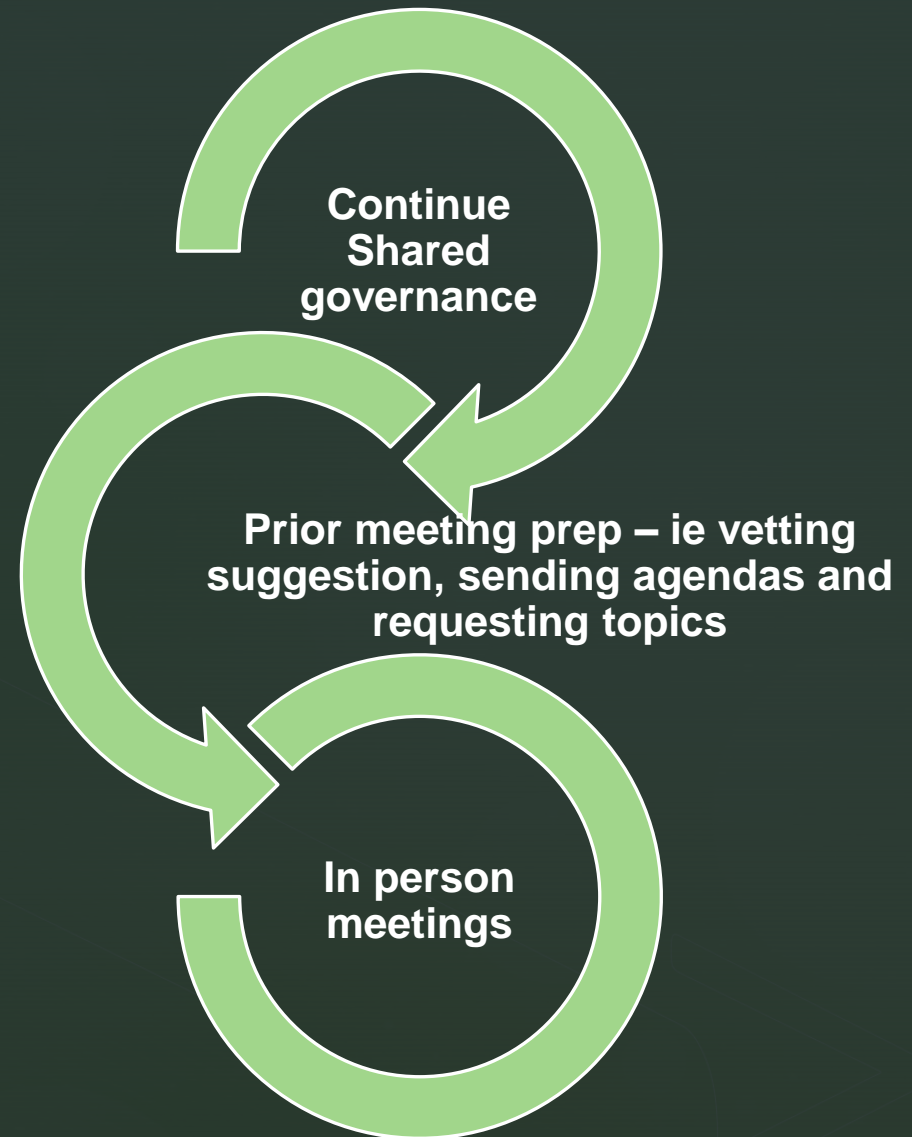 Continue
Shared
governance
Prior meeting prep – ie vetting
suggestion, sending agendas and
requesting topics
In person
meetings